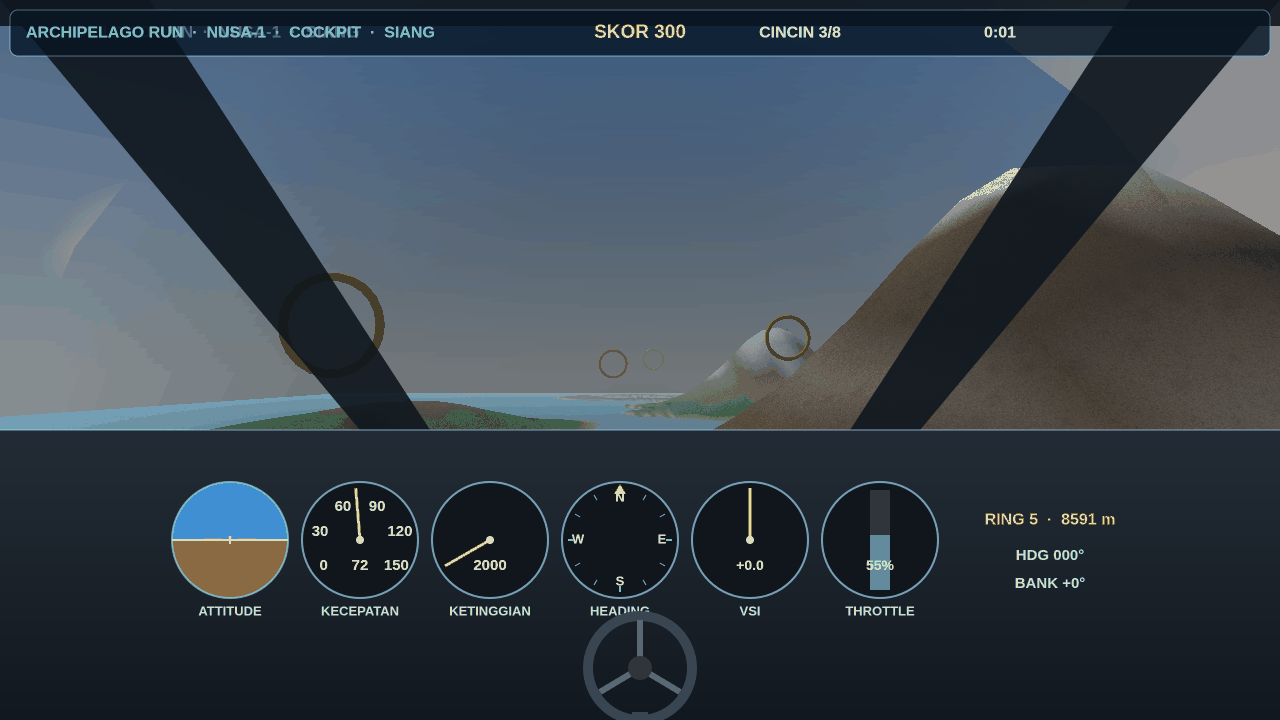 ARCHIPELAGO RUN · NUSA-1 · COCKPIT · SIANG
SKOR 300
CINCIN 3/8
0:01
60 90
30 120
0 72 150
KECEPATAN
ATTITUDE
2000
KETINGGIAN
N
W E
S
HEADING
+0.0
VSI
55%
THROTTLE
RING 5 · 8591 m
HDG 000°
BANK +0°